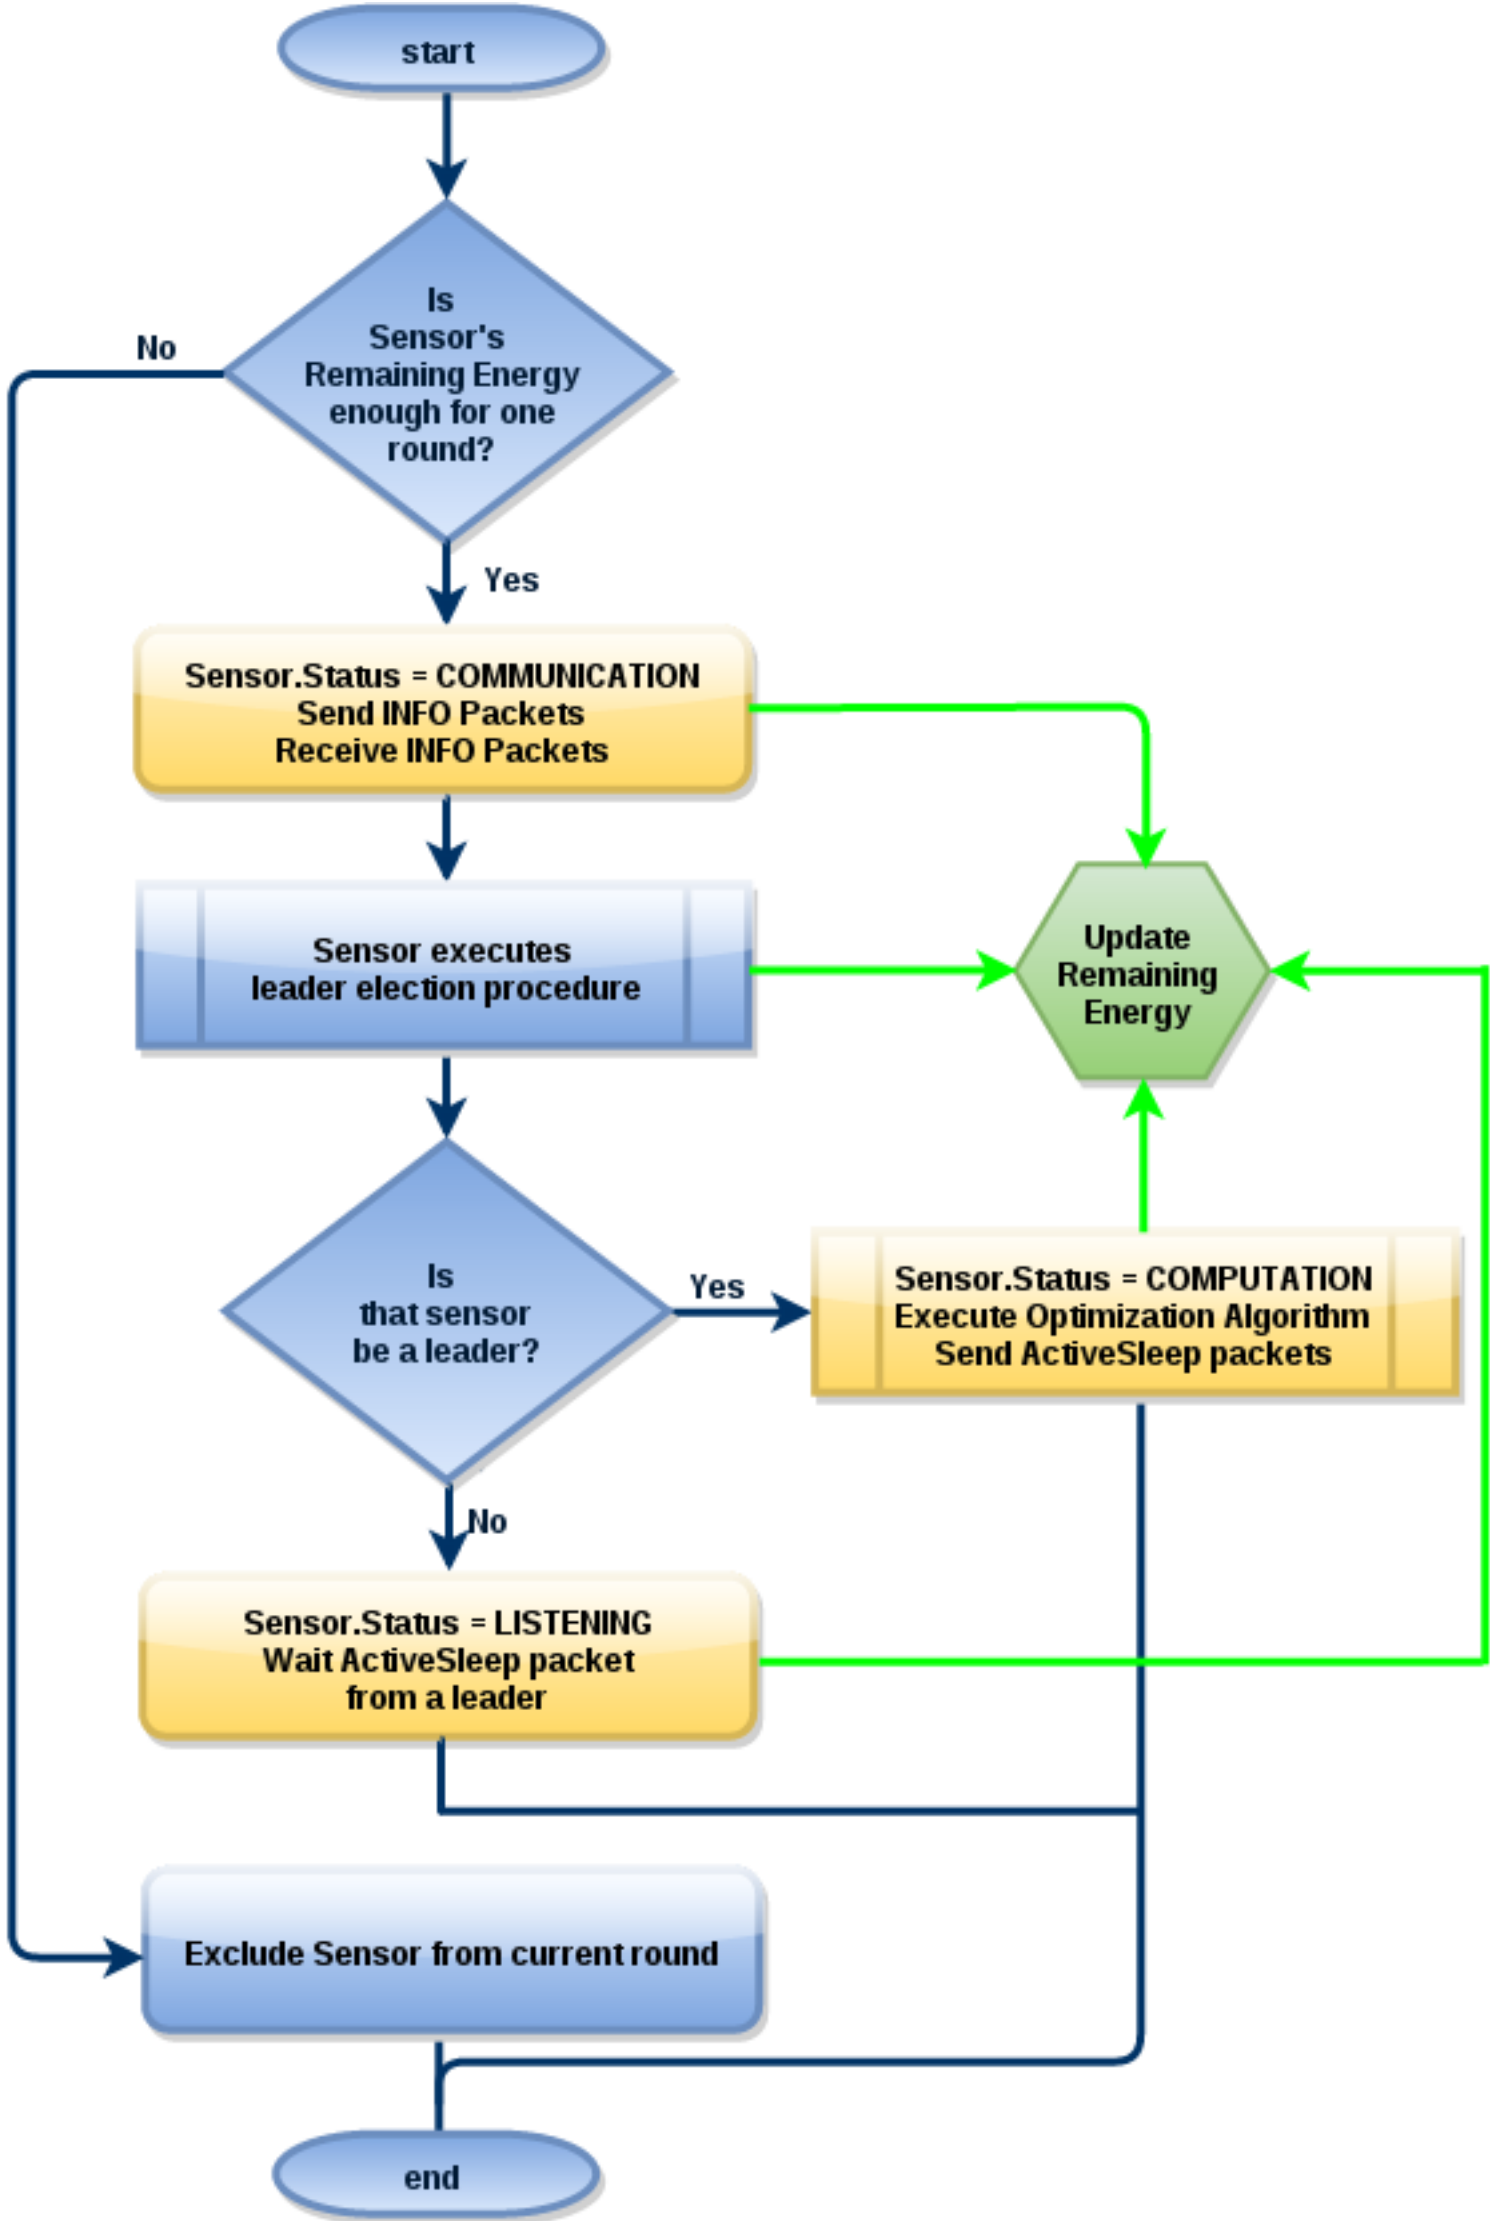 start
Is
Sensor's
Remaining Energy
enough for one
round?
No
Yes
Sensor.Status = COMMUNICATION
Send INFO Packets
Receive INFO Packets
Sensor executes
leader election procedure
Update
Remaining
Energy
Is
that sensor
be a leader?
Yes
Sensor.Status = COMPUTATION
Execute Optimization Algorithm
Send ActiveSleep packets
No
Sensor.Status = LISTENING
Wait ActiveSleep packet
from a leader
Exclude Sensor from current round
end